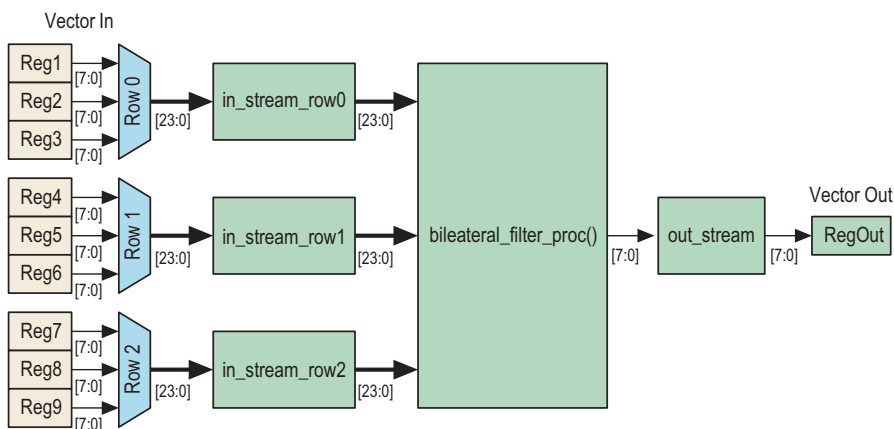 Vector In
Reg1
[7:0]
Reg2
[7:0]
Reg3
[7:0]
Row 0
[23:0]
in_stream_row0
[23:0]
Reg4
[7:0]
Reg5
[7:0]
Reg6
[7:0]
Row 1
[23:0]
in_stream_row1
[23:0]
Reg7
[7:0]
Reg8
[7:0]
Reg9
[7:0]
Row 2
[23:0]
in_stream_row2
[23:0]
bileateral_filter_proc()
[7:0]
out_stream
[7:0]
Vector Out
RegOut